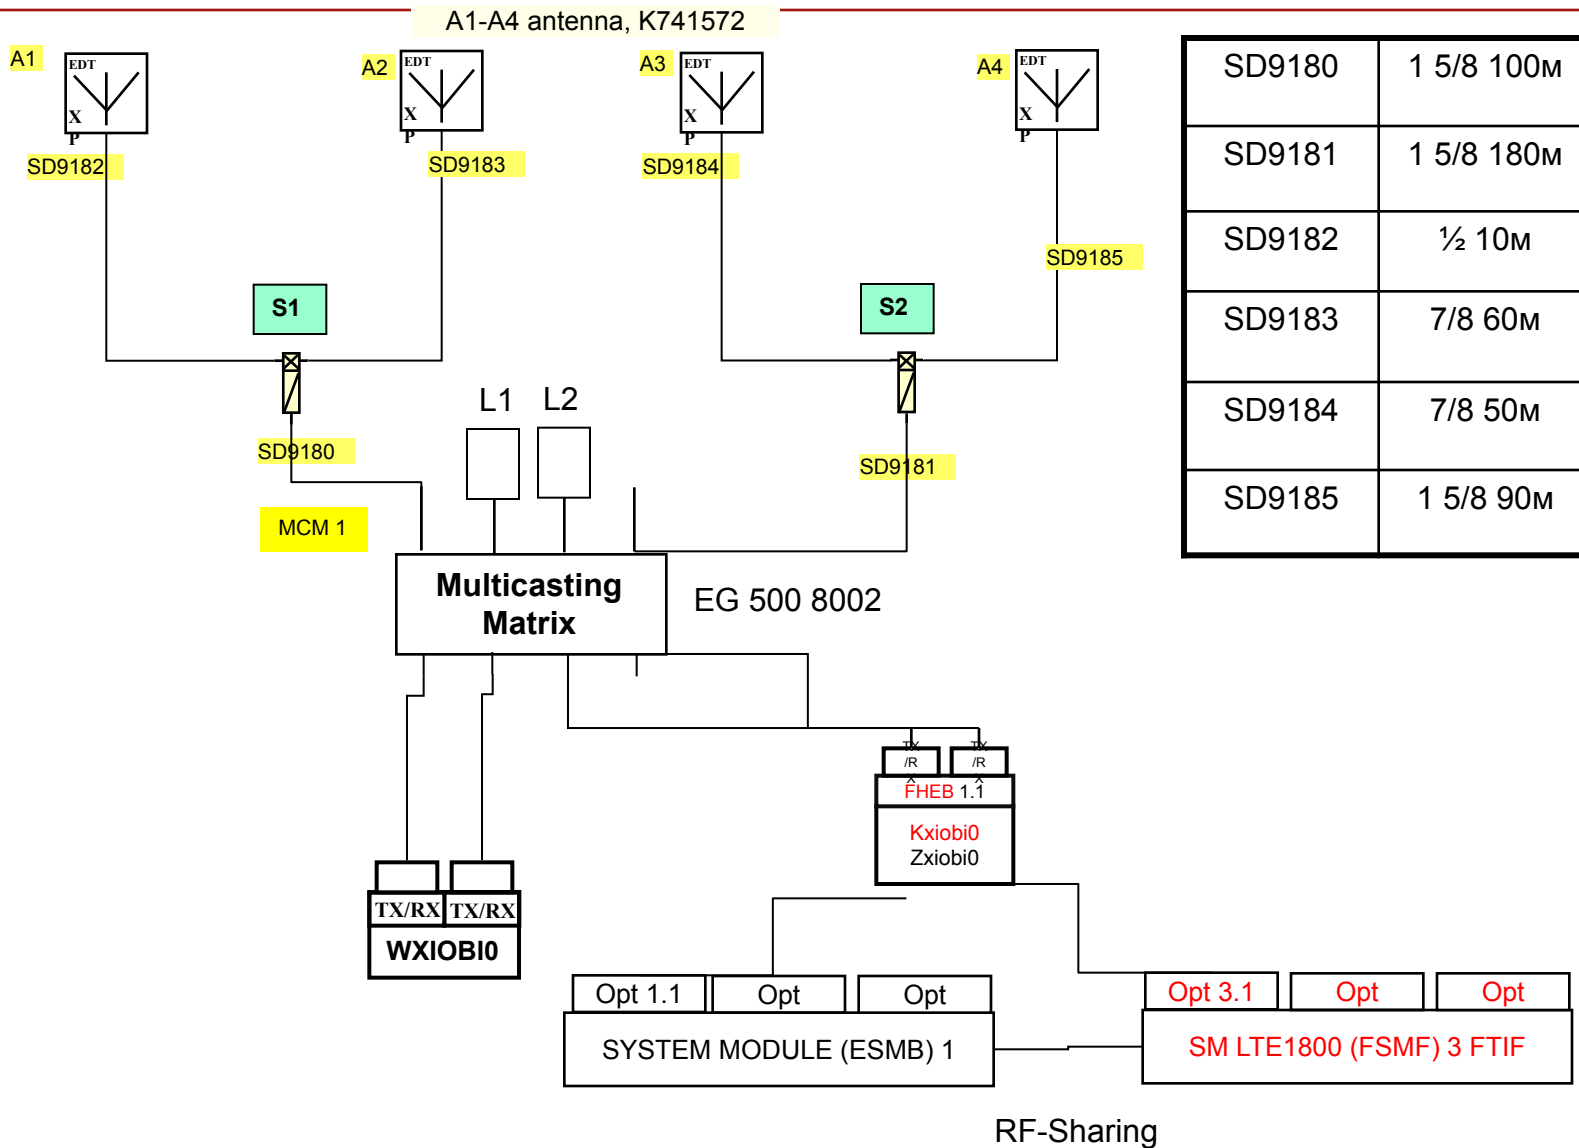 A1-A4 antenna, K741572
A1
EDT
X
P
A2
EDT
X
P
A3
EDT
X
P
A4
EDT
X
P
SD9182
SD9183
SD9184
SD9185
S1
S2
SD9180
SD9181
L1
L2
MCM 1
Multicasting
Matrix
EG 500 8002
TX
/R
X
TX
/R
X
FHEB 1.1
Kxiobi0
Zxiobi0
TX/RX
TX/RX
WXIOBI0
Opt 1.1
Opt
Opt
SYSTEM MODULE (ESMB) 1
Opt 3.1
Opt
Opt
SM LTE1800 (FSMF) 3 FTIF
RF-Sharing
SD9180 1 5/8 100м
SD9181 1 5/8 180м
SD9182 ½ 10м
SD9183 7/8 60м
SD9184 7/8 50м
SD9185 1 5/8 90м